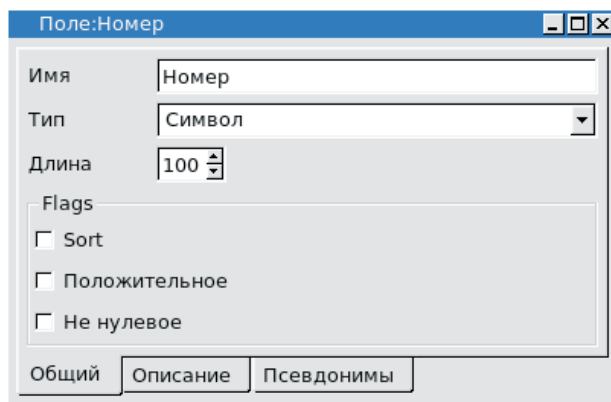 Поле:Номер
Имя Номер
Тип Символ
Длина 100
Flags
Sort
Положительное
Не нулевое
Общий Описание Псевдонимы